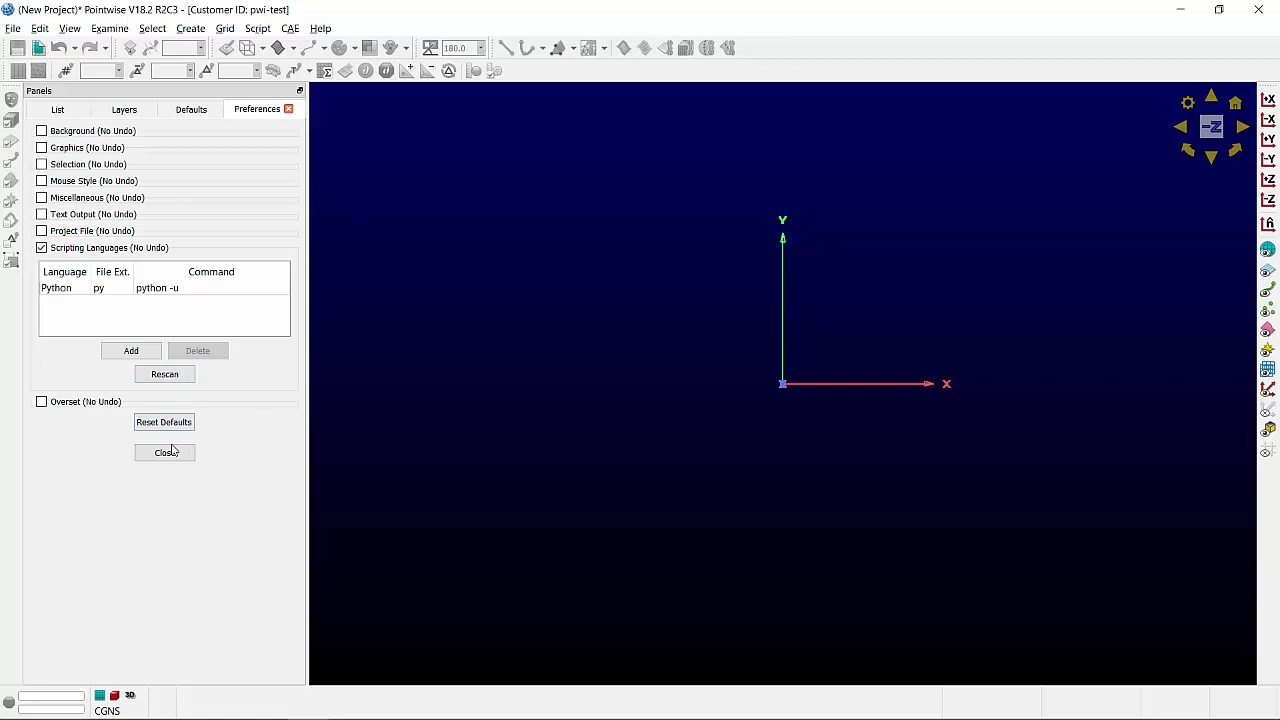 (New Project)* Pointwise V18.2 R2C3 - [Customer ID: pwi-test]
File Edit View Examine Select Create Grid Script CAE Help
180.0
Panels
List Layers Defaults Preferences
Background (No Undo)
Graphics (No Undo)
Selection (No Undo)
Mouse Style (No Undo)
Miscellaneous (No Undo)
Text Output (No Undo)
Project File (No Undo)
Scripting Languages (No Undo)
Language File Ext. Command
Python py python -u
Add Delete
Rescan
Overset (No Undo)
Reset Defaults
Close
Y
X
-Z
+X
-X
+Y
-Y
+Z
-Z
3D
CGNS